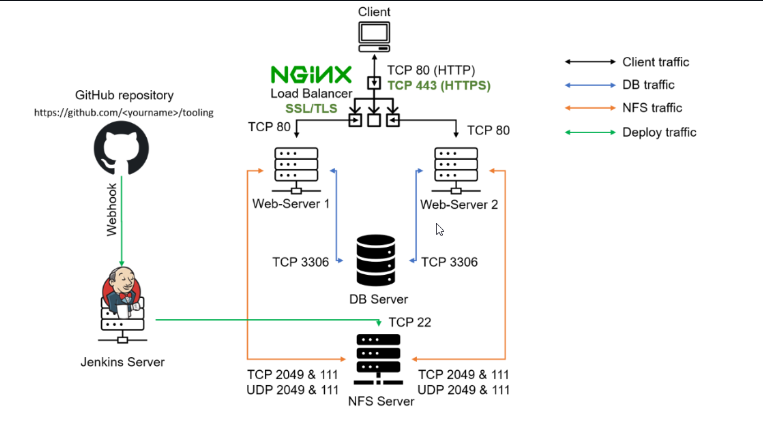 Client
NGINX
Load Balancer
SSL/TLS
TCP 80 (HTTP)
TCP 443 (HTTPS)
Client traffic
DB traffic
NFS traffic
Deploy traffic
GitHub repository
https://github.com/<yourname>/tooling
TCP 80
TCP 80
Web-Server 1
Web-Server 2
Webhook
TCP 3306
TCP 3306
DB Server
TCP 22
Jenkins Server
TCP 2049 & 111
UDP 2049 & 111
TCP 2049 & 111
UDP 2049 & 111
NFS Server